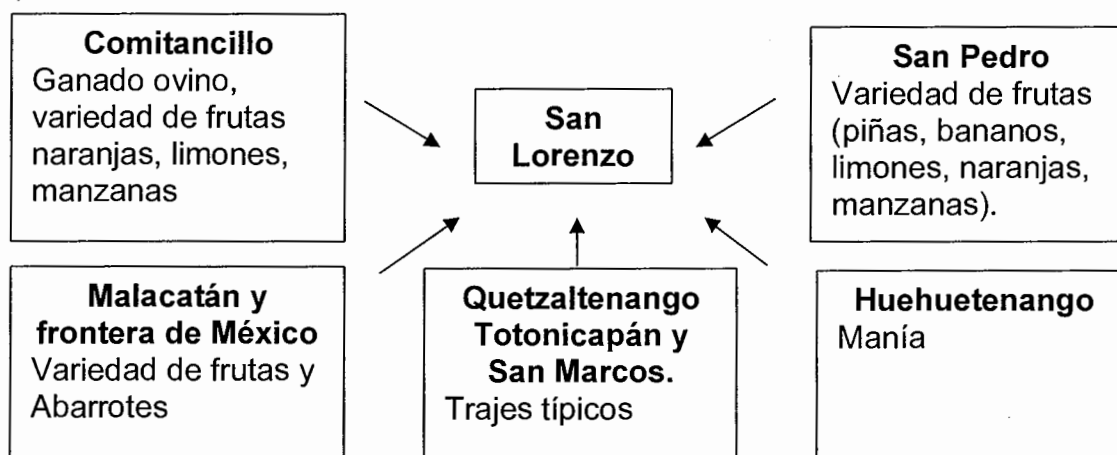 Comitancillo
Ganado ovino,
variedad de frutas
naranjas, limones,
manzanas
San
Lorenzo
San Pedro
Variedad de frutas
(piñas, bananos,
limones, naranjas,
manzanas).
Malacatán y
frontera de México
Variedad de frutas y
Abarrotes
Quetzaltenango
Totonicapán y
San Marcos.
Trajes típicos
Huehuetenango
Manía